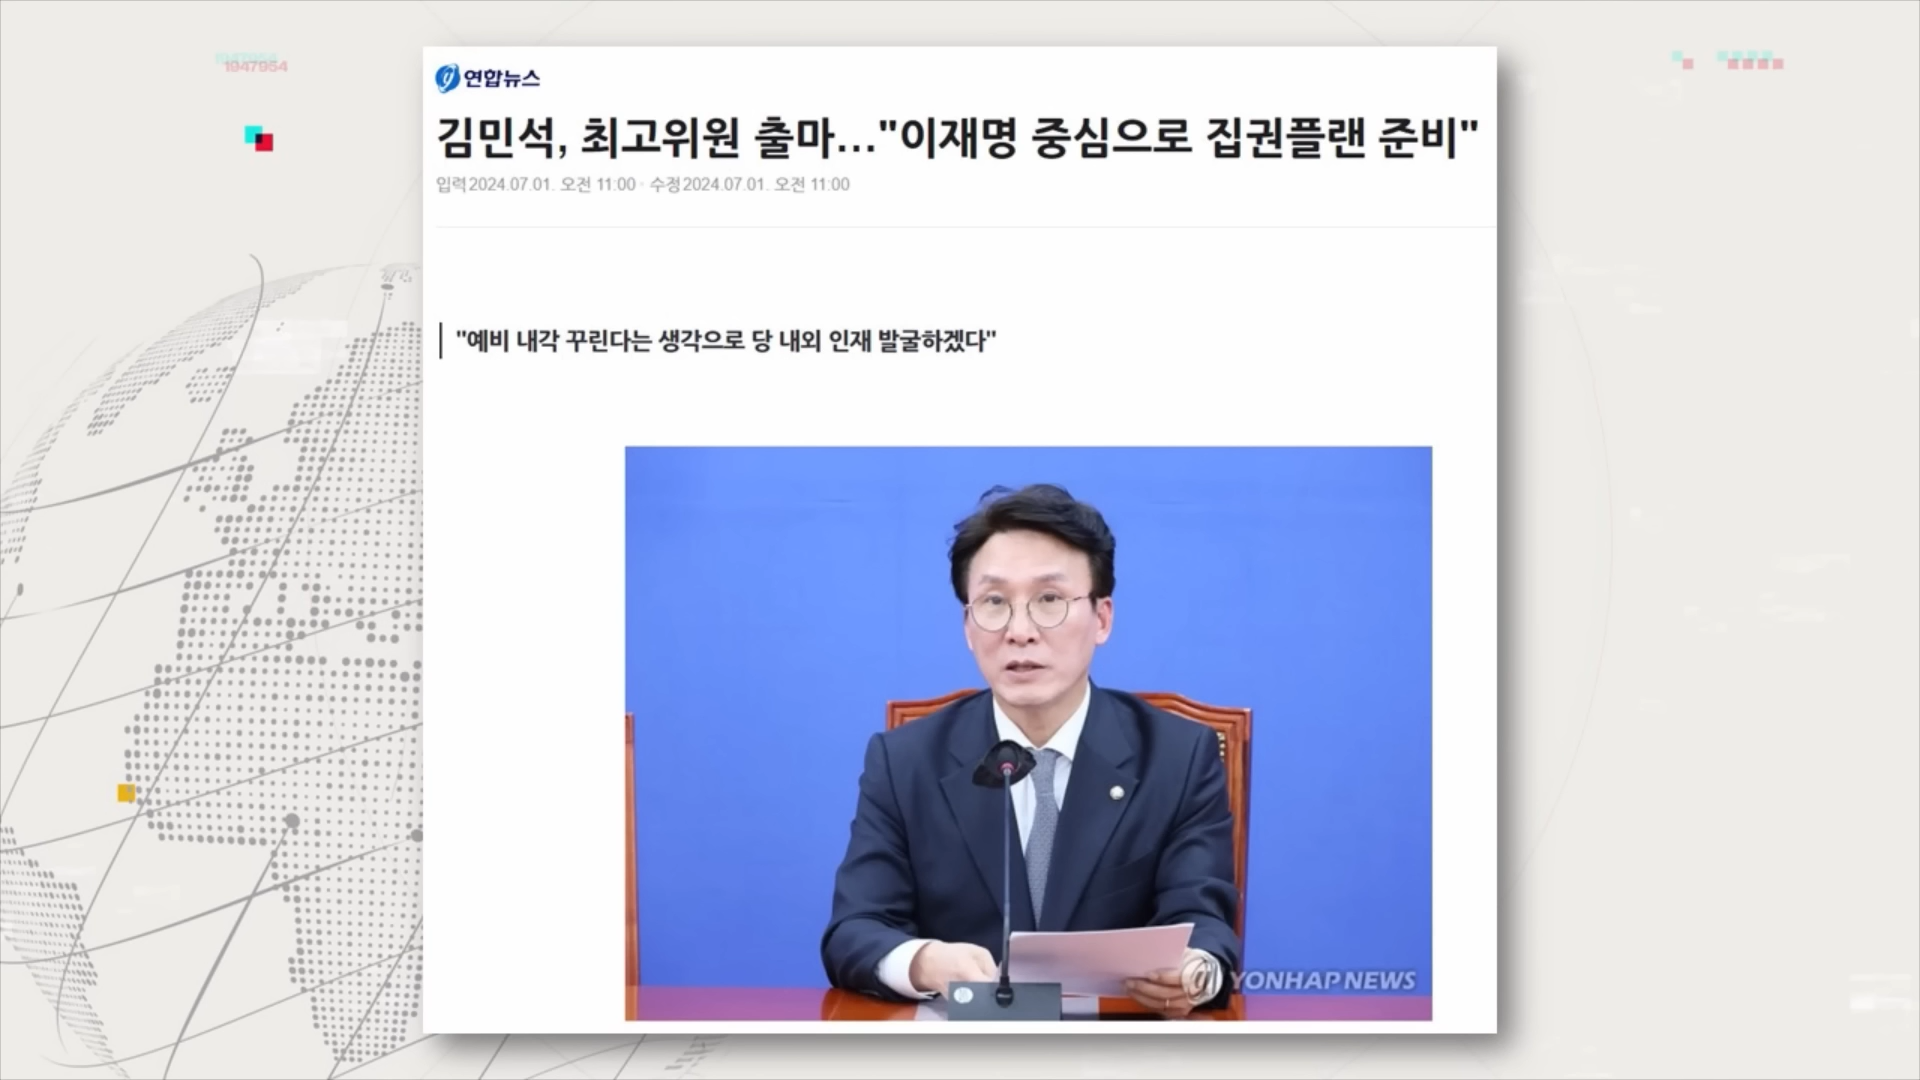 1947954
연합뉴스
김민석, 최고위원 출마…"이재명 중심으로 집권플랜 준비"
입력2024.07.01. 오전 11:00 · 수정2024.07.01. 오전 11:00
"예비 내각 꾸린다는 생각으로 당 내외 인재 발굴하겠다"
YONHAP NEWS